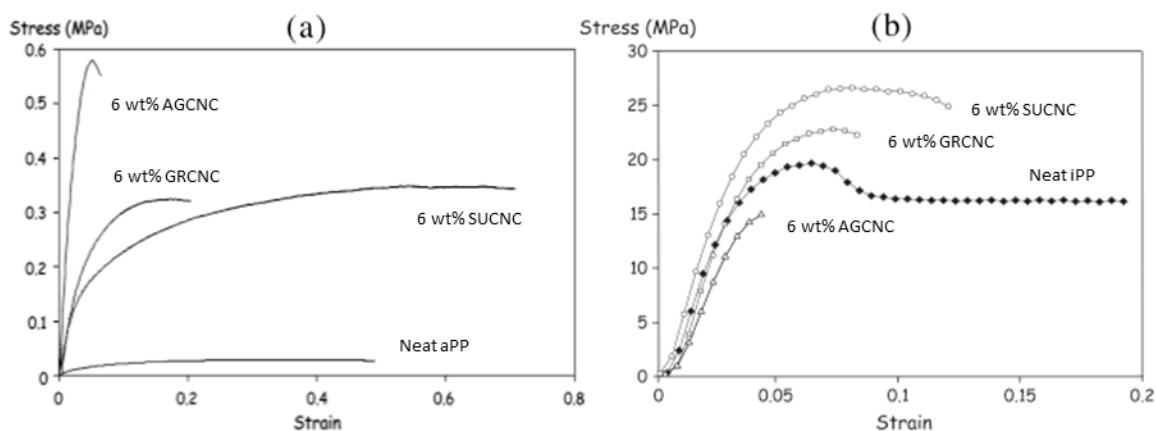 (a)
Stress (MPa)
0.6
0.5
0.4
0.3
0.2
0.1
0
6 wt% AGCNC
6 wt% GRCNC
6 wt% SUCNC
Neat aPP
0 0.2 0.4 0.6 0.8
Strain
(b)
Stress (MPa)
30
25
20
15
10
5
0
6 wt% SUCNC
6 wt% GRCNC
Neat iPP
6 wt% AGCNC
0 0.05 0.1 0.15 0.2
Strain